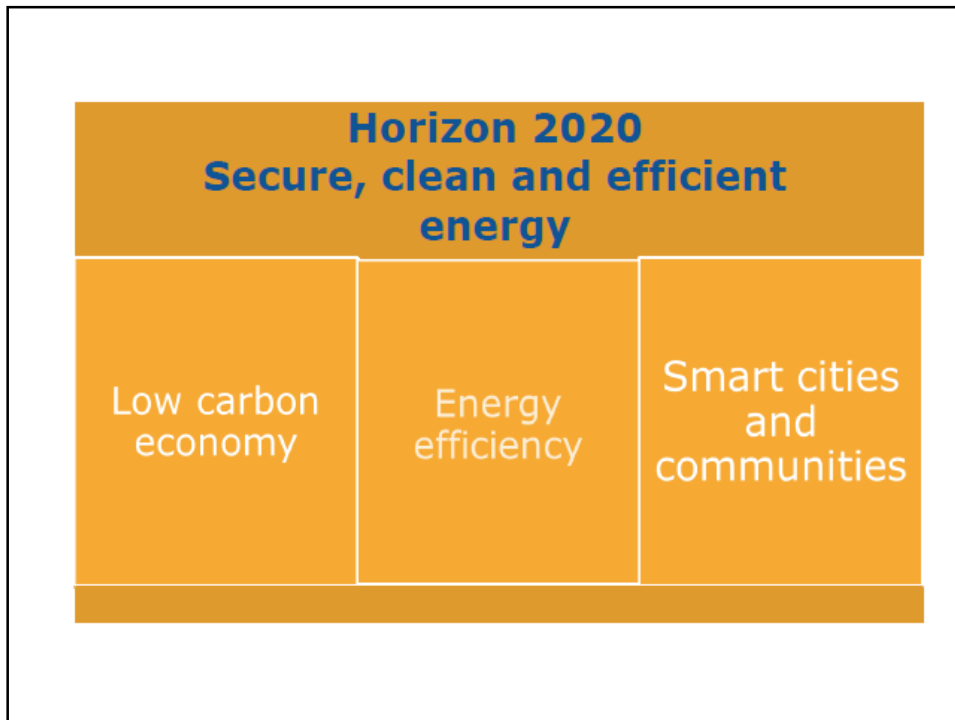 Horizon 2020
Secure, clean and efficient
energy
Low carbon
economy
Energy
efficiency
Smart cities
and
communities